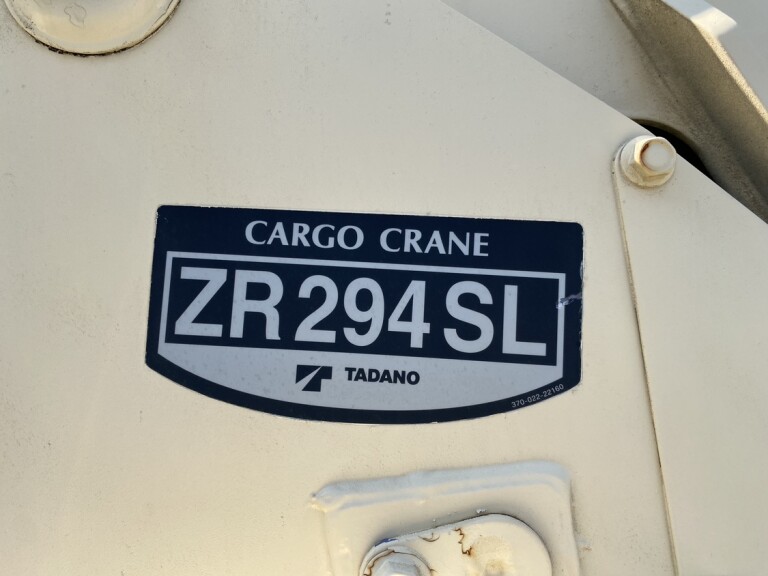 CARGO CRANE
ZR294SL
TADANO
370-022-22160